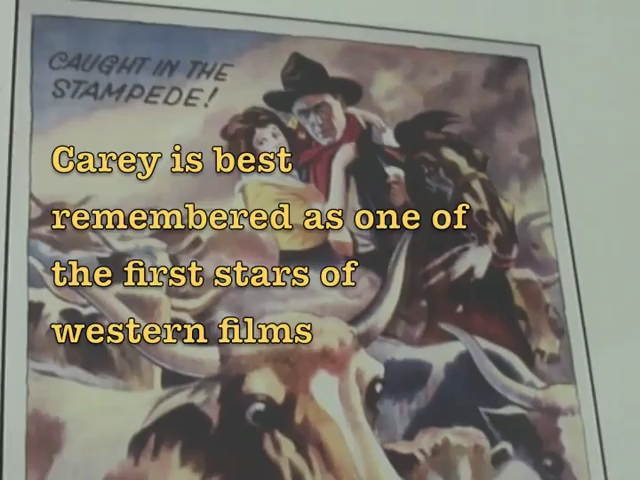 CAUGHT IN THE
STAMPEDE!
Carey is best
remembered as one of
the first stars of
western films